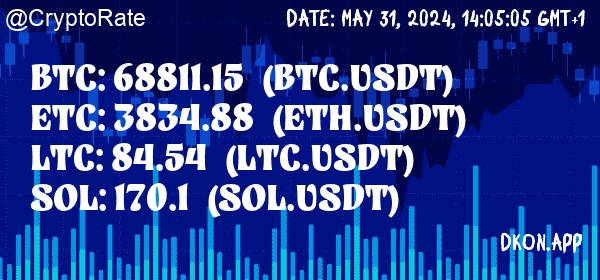 @CryptoRate
DATE: MAY 31, 2024, 14:05:05 GMT+1
BTC: 68811.15 (BTC.USDT)
ETC: 3834.88 (ETH.USDT)
LTC: 84.54 (LTC.USDT)
SOL: 170.1 (SOL.USDT)
DKON.APP